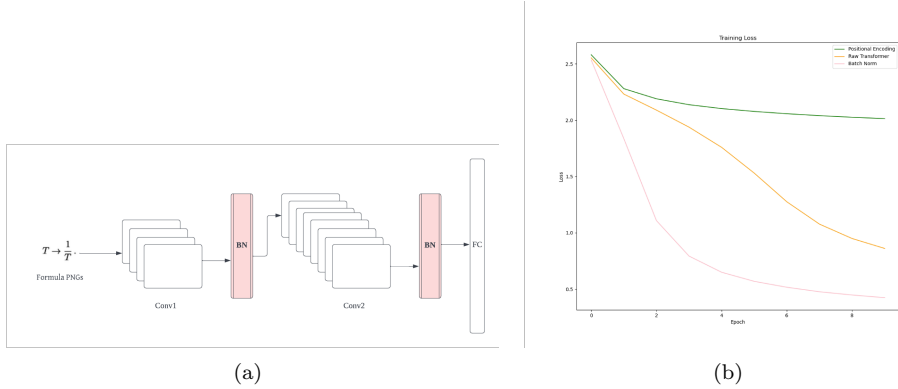 T → 1/T
Formula PNGs
Conv1
BN
Conv2
BN
FC
(a)
Training Loss
Positional Encoding
Raw Transformer
Batch Norm
Loss
2.5
2.0
1.5
1.0
0.5
0 2 4 6 8
Epoch
(b)